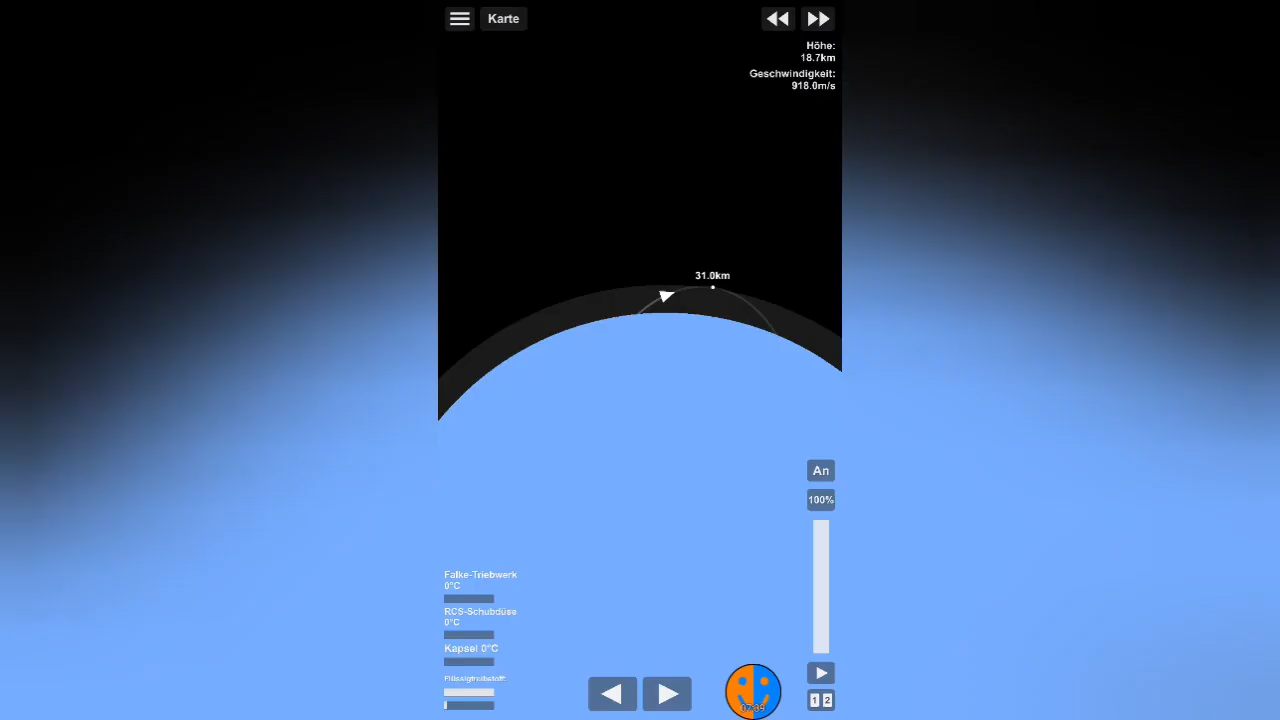 Karte
Höhe:
18.7km
Geschwindigkeit:
918.0m/s
31.0km
An
100%
Falke-Triebwerk
0°C
RCS-Schubdüse
0°C
Kapsel 0°C
1 2